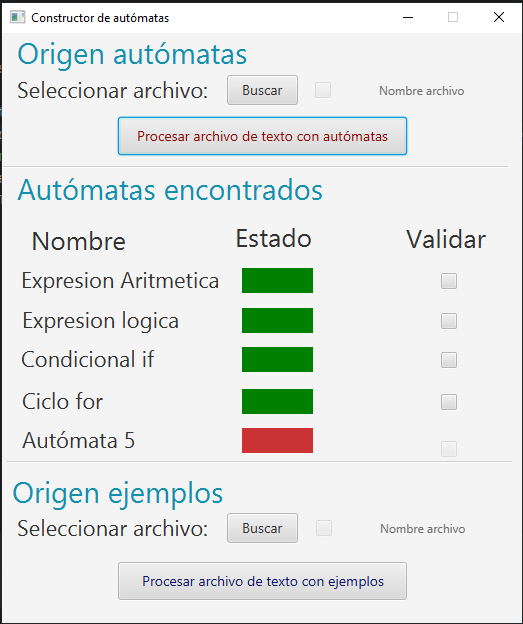 Constructor de autómatas
Origen autómatas
Seleccionar archivo: Buscar Nombre archivo
Procesar archivo de texto con autómatas
Autómatas encontrados
Nombre Estado Validar
Expresion Aritmetica
Expresion logica
Condicional if
Ciclo for
Autómata 5
Origen ejemplos
Seleccionar archivo: Buscar Nombre archivo
Procesar archivo de texto con ejemplos